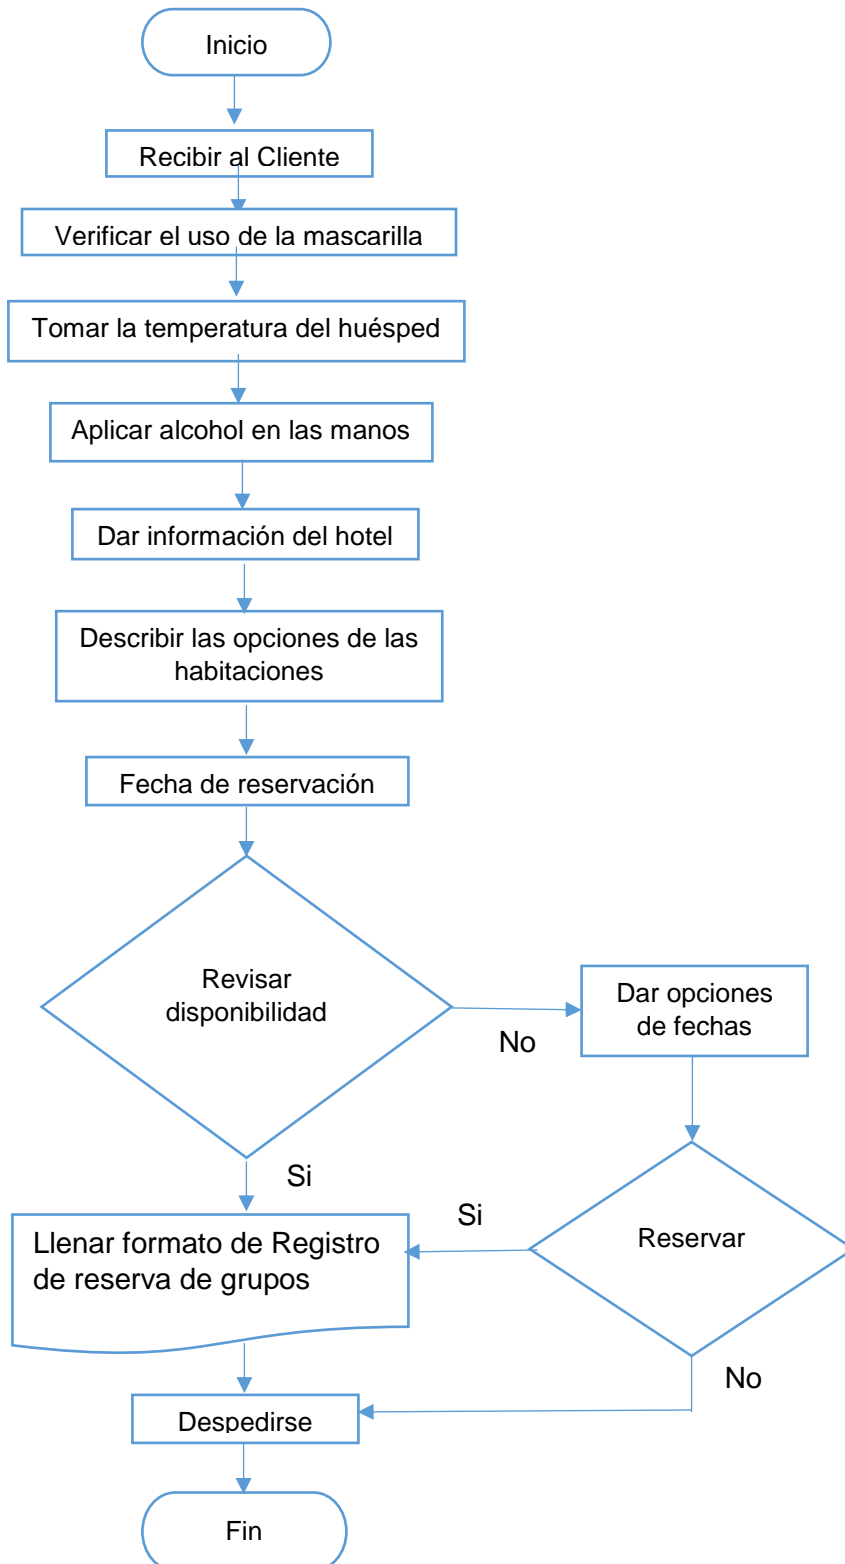 Inicio
Recibir al Cliente
Verificar el uso de la mascarilla
Tomar la temperatura del huésped
Aplicar alcohol en las manos
Dar información del hotel
Describir las opciones de las
habitaciones
Fecha de reservación
Revisar
disponibilidad
No
Dar opciones
de fechas
Si
Llenar formato de Registro
de reserva de grupos
Si
Reservar
No
Despedirse
Fin